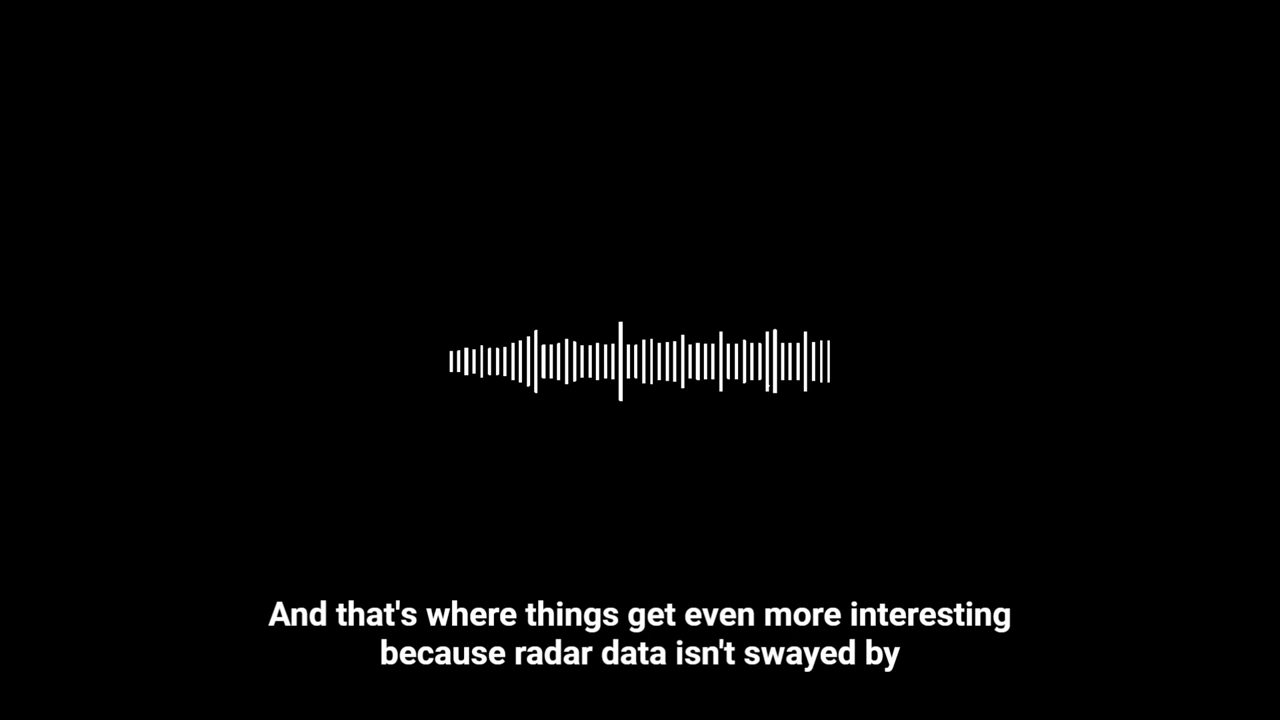 And that's where things get even more interesting
because radar data isn't swayed by